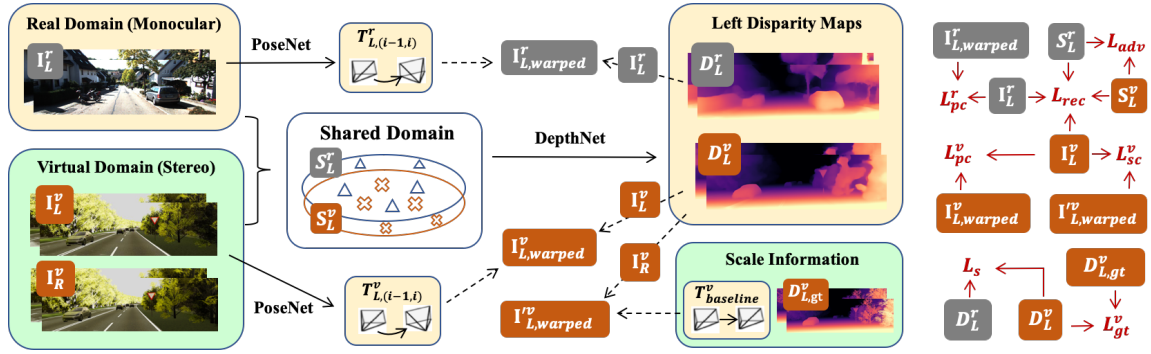 Real Domain (Monocular)
I^r_L
PoseNet
T^r_{L,(i−1,i)}
I^r_{L,warped}
I^r_L
Left Disparity Maps
D^r_L
D^v_L
Virtual Domain (Stereo)
I^v_L
I^v_R
Shared Domain
S^r_L
S^v_L
DepthNet
I^v_L
I^v_{L,warped}
I^v_R
PoseNet
T^v_{L,(i−1,i)}
I'^v_{L,warped}
Scale Information
T^v_{baseline}
D^v_{L,gt}
I^r_{L,warped}
S^r_L
L_{adv}
L^r_{pc}
I^r_L
L_{rec}
S^v_L
L^v_{pc}
I^v_L
L^v_{sc}
I^v_{L,warped}
I'^v_{L,warped}
L_s
D^v_{L,gt}
D^r_L
D^v_L
L^v_{gt}